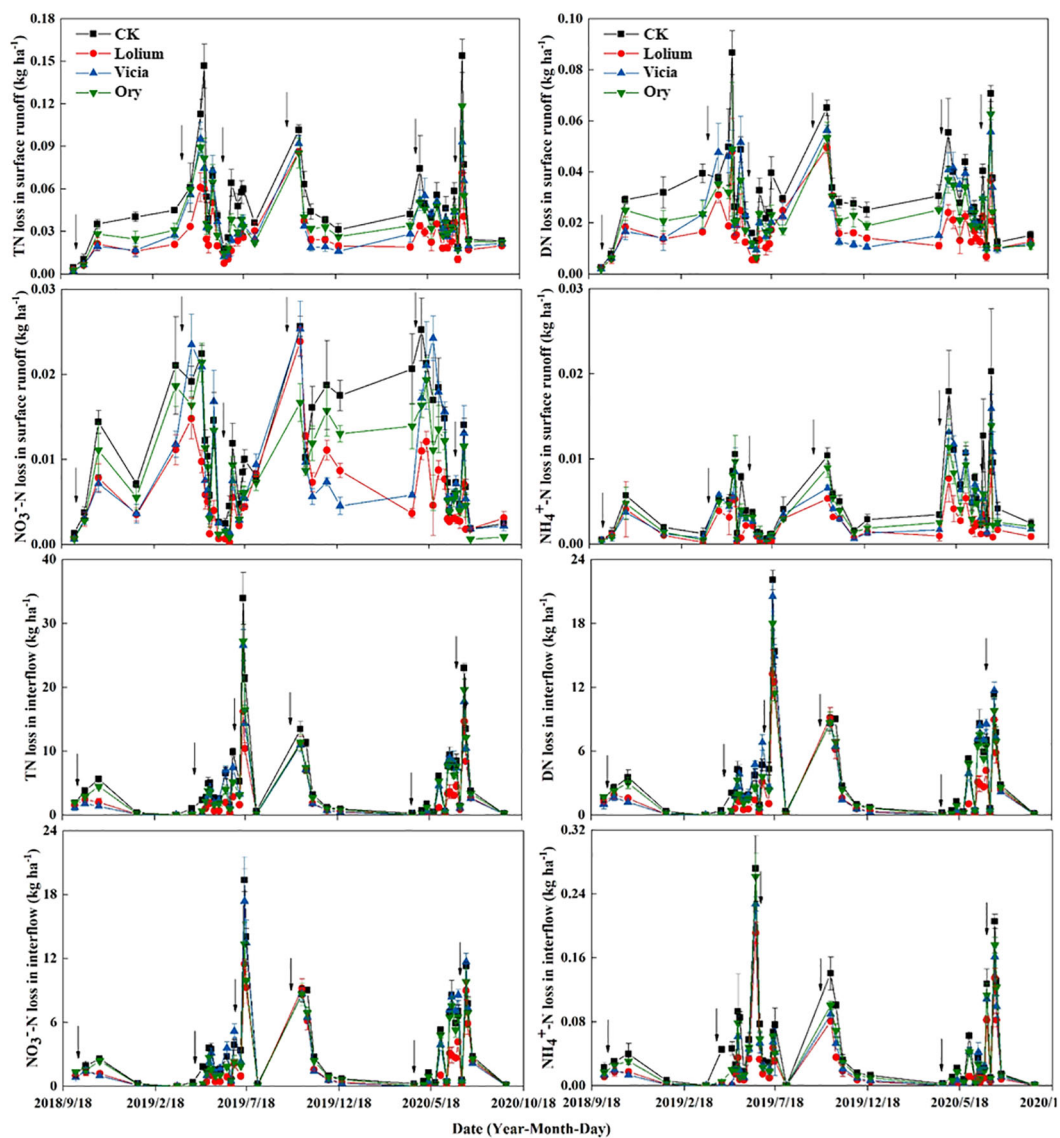 0.18
0.15
0.12
0.09
0.06
0.03
0.00
TN loss in surface runoff (kg ha⁻¹)
CK
Lolium
Vicia
Ory
0.10
0.08
0.06
0.04
0.02
0.00
DN loss in surface runoff (kg ha⁻¹)
CK
Lolium
Vicia
Ory
0.03
0.02
0.01
0.00
NO₃⁻-N loss in surface runoff (kg ha⁻¹)
0.03
0.02
0.01
0.00
NH₄⁺-N loss in surface runoff (kg ha⁻¹)
40
30
20
10
0
TN loss in interflow (kg ha⁻¹)
24
18
12
6
0
DN loss in interflow (kg ha⁻¹)
24
18
12
6
0
NO₃⁻-N loss in interflow (kg ha⁻¹)
0.32
0.24
0.16
0.08
0.00
NH₄⁺-N loss in interflow (kg ha⁻¹)
2018/9/18 2019/2/18 2019/7/18 2019/12/18 2020/5/18 2020/10/18
2018/9/18 2019/2/18 2019/7/18 2019/12/18 2020/5/18 2020/1
Date (Year-Month-Day)